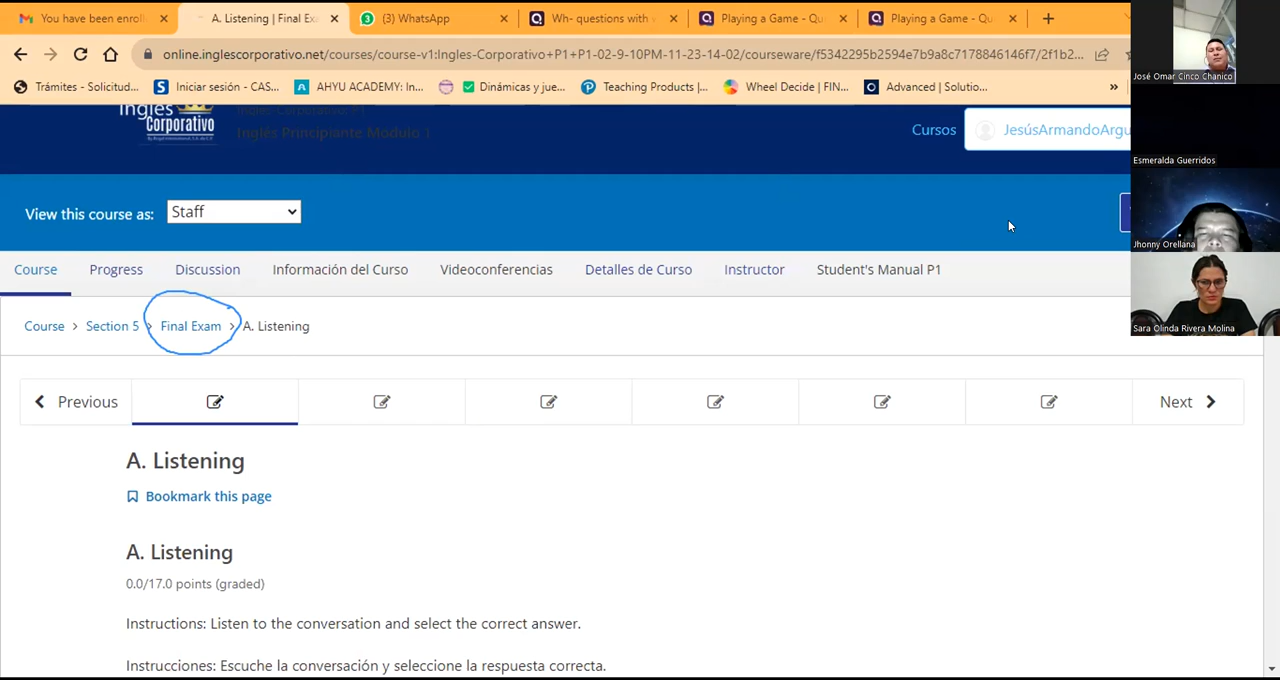 You have been enroll
A. Listening | Final Ex
(3) WhatsApp
Wh- questions with
Playing a Game - Qu
Playing a Game - Qu
online.inglescorporativo.net/courses/course-v1:Ingles-Corporativo+P1+P1-02-9-10PM-11-23-14-02/courseware/f5342295b2594e7b9a8c7178846146f7/2f1b2...
Trámites - Solicitud...
Iniciar sesión - CAS...
AHYU ACADEMY: In...
Dinámicas y jue...
Teaching Products |...
Wheel Decide | FIN...
Advanced | Solutio...
»
Inglés
Corporativo
Inglés Principiante Modulo 1
Cursos
JesúsArmandoArgu
View this course as:
Staff
Course
Progress
Discussion
Información del Curso
Videoconferencias
Detalles de Curso
Instructor
Student's Manual P1
Course > Section 5 > Final Exam > A. Listening
Previous
Next
A. Listening
Bookmark this page
A. Listening
0.0/17.0 points (graded)
Instructions: Listen to the conversation and select the correct answer.
Instrucciones: Escuche la conversación y seleccione la respuesta correcta.
José Omar Cinco Chanico
Esmeralda Guerridos
Jhonny Orellana
Sara Olinda Rivera Molina